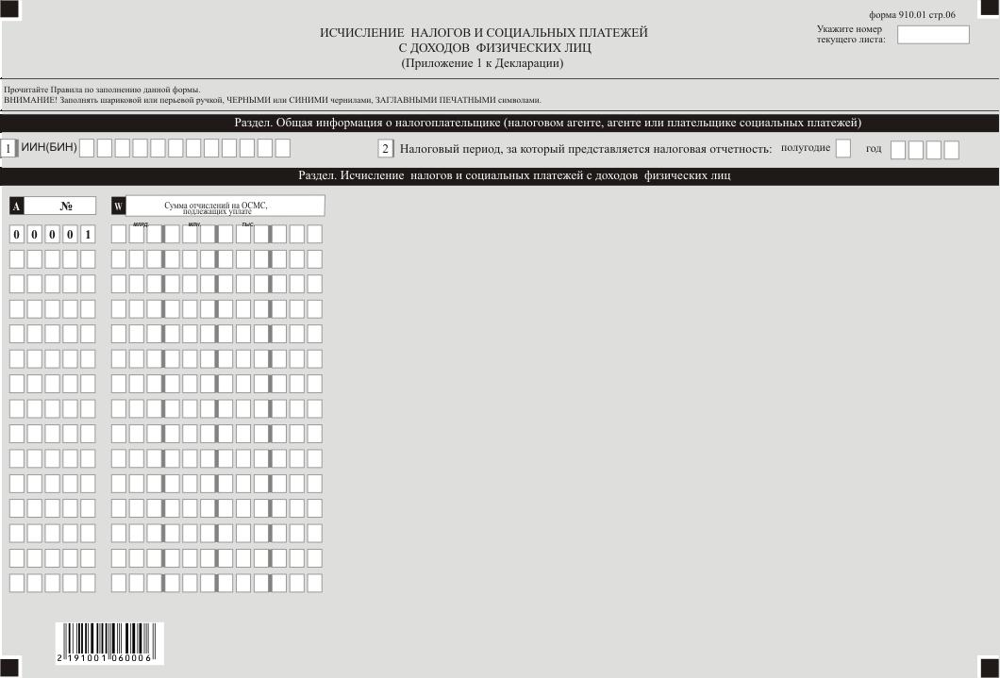 форма 910.01 стр.06
ИСЧИСЛЕНИЕ НАЛОГОВ И СОЦИАЛЬНЫХ ПЛАТЕЖЕЙ
С ДОХОДОВ ФИЗИЧЕСКИХ ЛИЦ
(Приложение 1 к Декларации)
Укажите номер
текущего листа:
Прочитайте Правила по заполнению данной формы.
ВНИМАНИЕ! Заполнять шариковой или перьевой ручкой, ЧЕРНЫМИ или СИНИМИ чернилами, ЗАГЛАВНЫМИ ПЕЧАТНЫМИ символами.
Раздел. Общая информация о налогоплательщике (налоговом агенте, агенте или плательщике социальных платежей)
1 ИИН(БИН) 2 Налоговый период, за который представляется налоговая отчетность: полугодие год
Раздел. Исчисление налогов и социальных платежей с доходов физических лиц
A № W Сумма отчислений на ОСМС,
подлежащих уплате
МЛРД. МЛН. ТЫС.
0 0 0 0 1
2 191001 060006